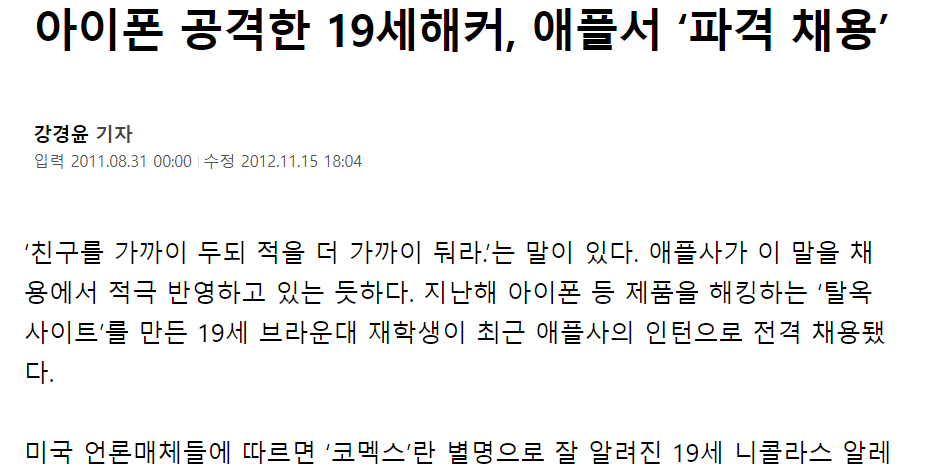 아이폰 공격한 19세해커, 애플서 ‘파격 채용’
강경윤 기자
입력 2011.08.31 00:00 | 수정 2012.11.15 18:04
‘친구를 가까이 두되 적을 더 가까이 둬라.’는 말이 있다. 애플사가 이 말을 채
용에서 적극 반영하고 있는 듯하다. 지난해 아이폰 등 제품을 해킹하는 ‘탈옥
사이트’를 만든 19세 브라운대 재학생이 최근 애플사의 인턴으로 전격 채용됐
다.
미국 언론매체들에 따르면 ‘코멕스’란 별명으로 잘 알려진 19세 니콜라스 알레